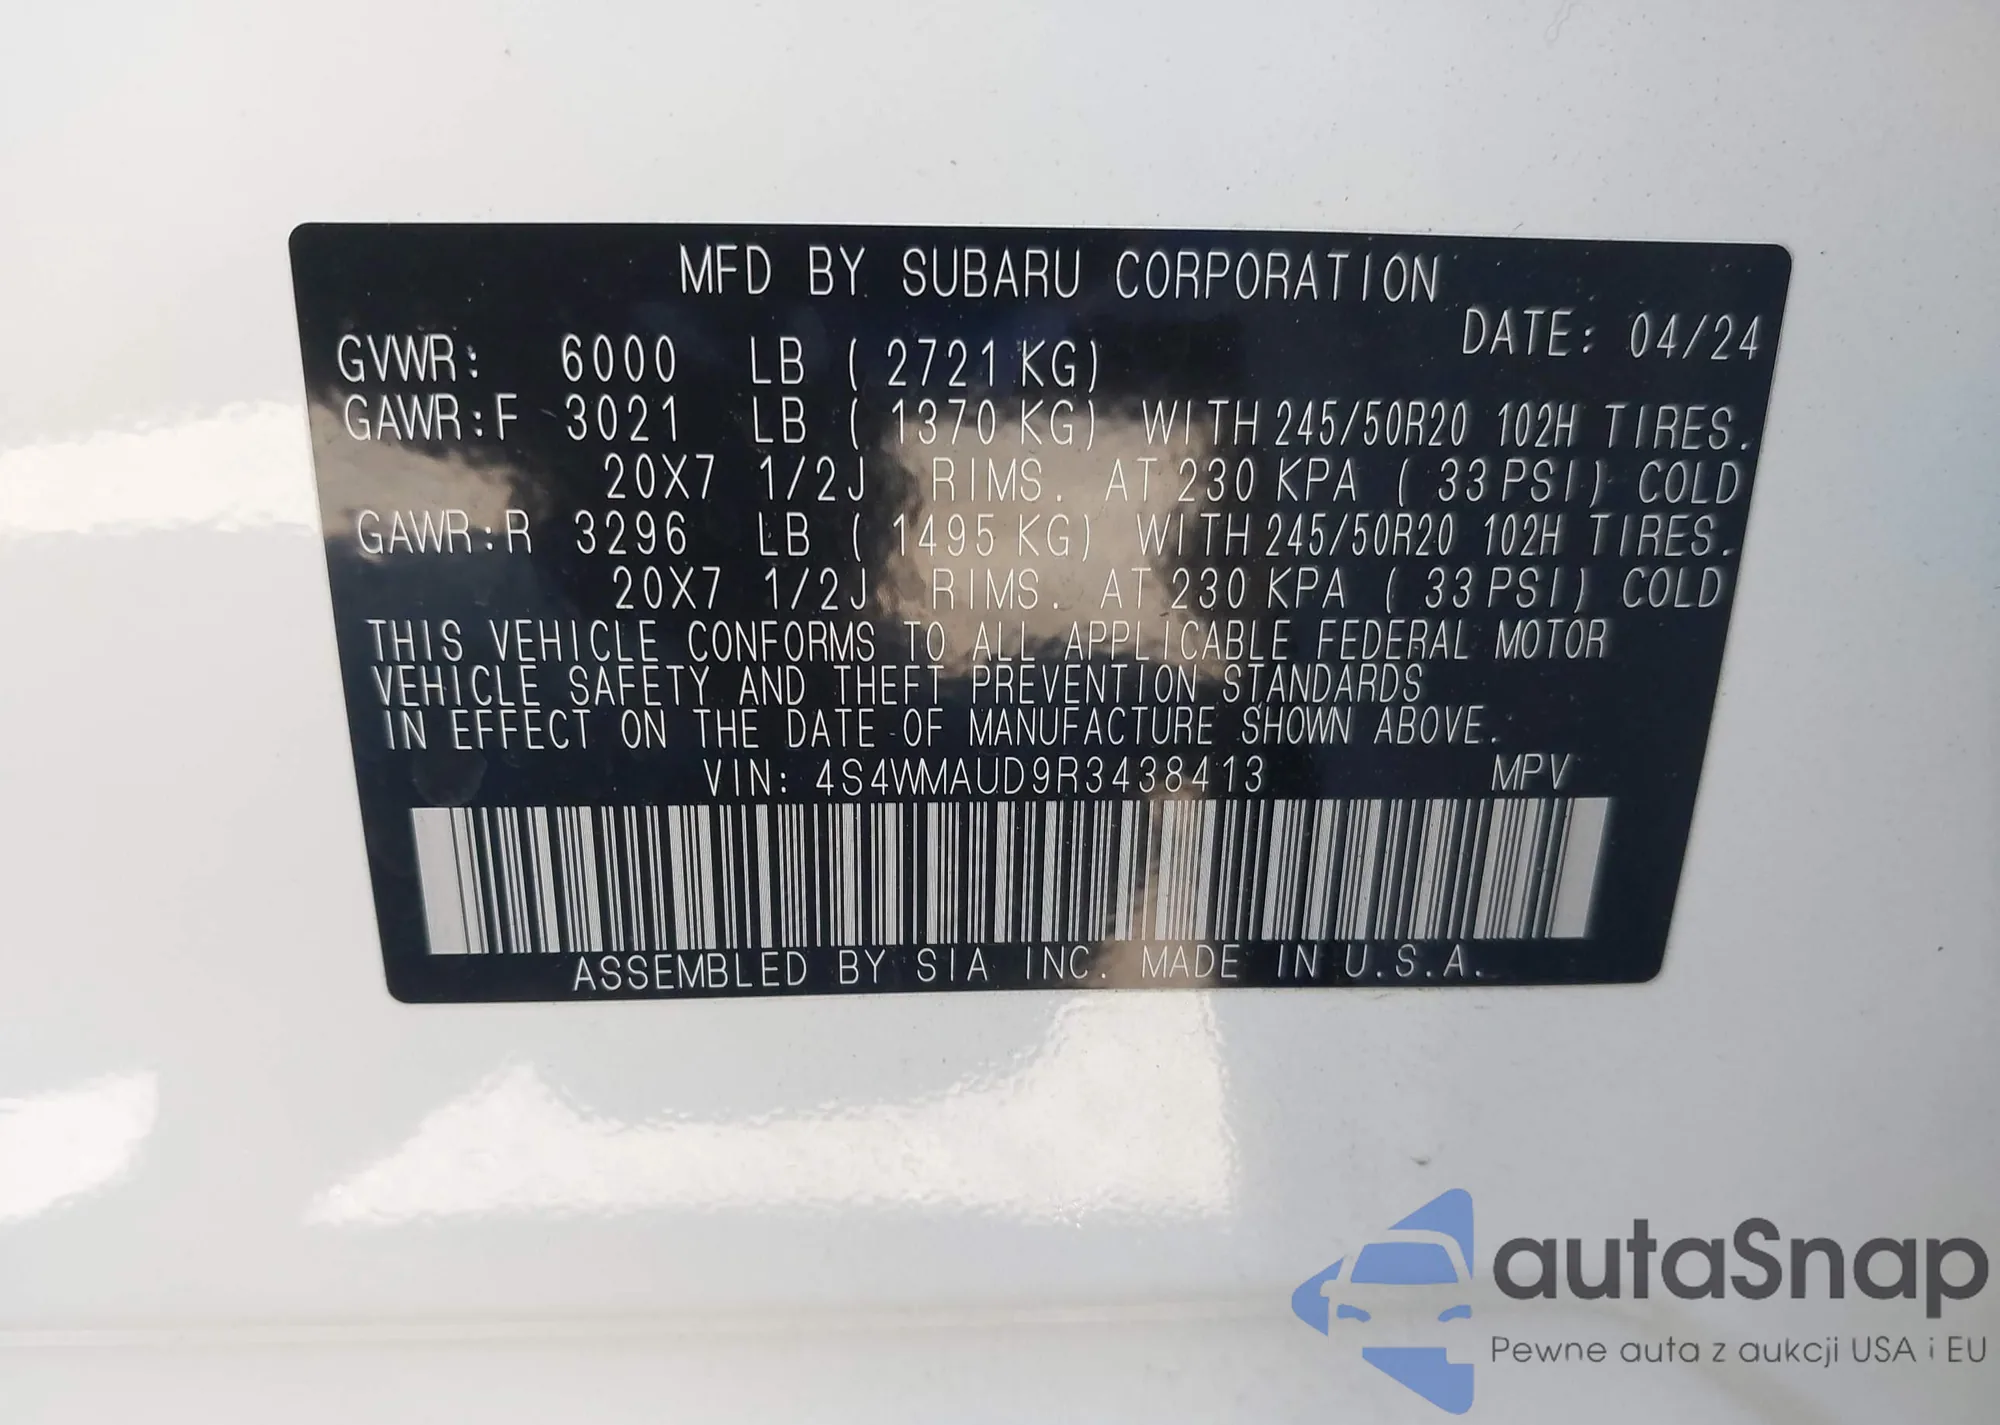 MFD BY SUBARU CORPORATION
DATE: 04/24
GVWR: 6000 LB ( 2721 KG)
GAWR:F 3021 LB ( 1370 KG) WITH 245/50R20 102H TIRES.
20X7 1/2J RIMS. AT 230 KPA ( 33 PSI) COLD
GAWR:R 3296 LB ( 1495 KG) WITH 245/50R20 102H TIRES.
20X7 1/2J RIMS. AT 230 KPA ( 33 PSI) COLD
THIS VEHICLE CONFORMS TO ALL APPLICABLE FEDERAL MOTOR
VEHICLE SAFETY AND THEFT PREVENTION STANDARDS
IN EFFECT ON THE DATE OF MANUFACTURE SHOWN ABOVE.
VIN: 4S4WMAUD9R3438413 MPV
ASSEMBLED BY SIA INC. MADE IN U.S.A.
autaSnap
Pewne auta z aukcji USA i EU